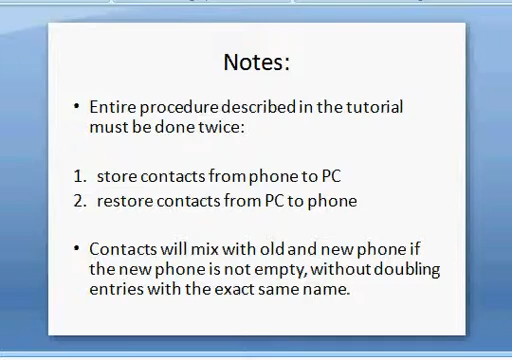 Notes:
• Entire procedure described in the tutorial
must be done twice:
1. store contacts from phone to PC
2. restore contacts from PC to phone
• Contacts will mix with old and new phone if
the new phone is not empty, without doubling
entries with the exact same name.